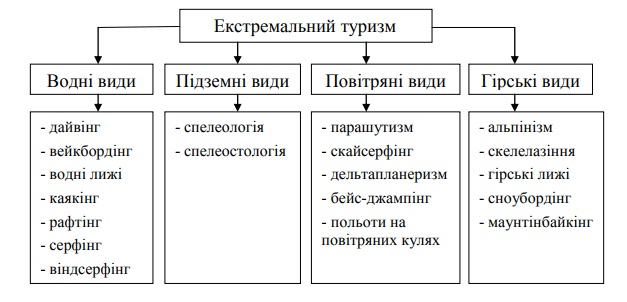 Екстремальний туризм
Водні види
Підземні види
Повітряні види
Гірські види
- дайвінг
- вейкбордінг
- водні лижі
- каякінг
- рафтінг
- серфінг
- віндсерфінг
- спелеологія
- спелеостологія
- парашутизм
- скайсерфінг
- дельтапланеризм
- бейс-джампінг
- польоти на
повітряних кулях
- альпінізм
- скелелазіння
- гірські лижі
- сноубордінг
- маунтінбайкінг